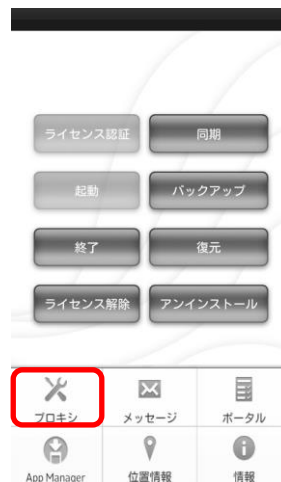 ライセンス認証 同期
起動 バックアップ
終了 復元
ライセンス解除 アンインストール
プロキシ メッセージ ポータル
App Manager 位置情報 情報